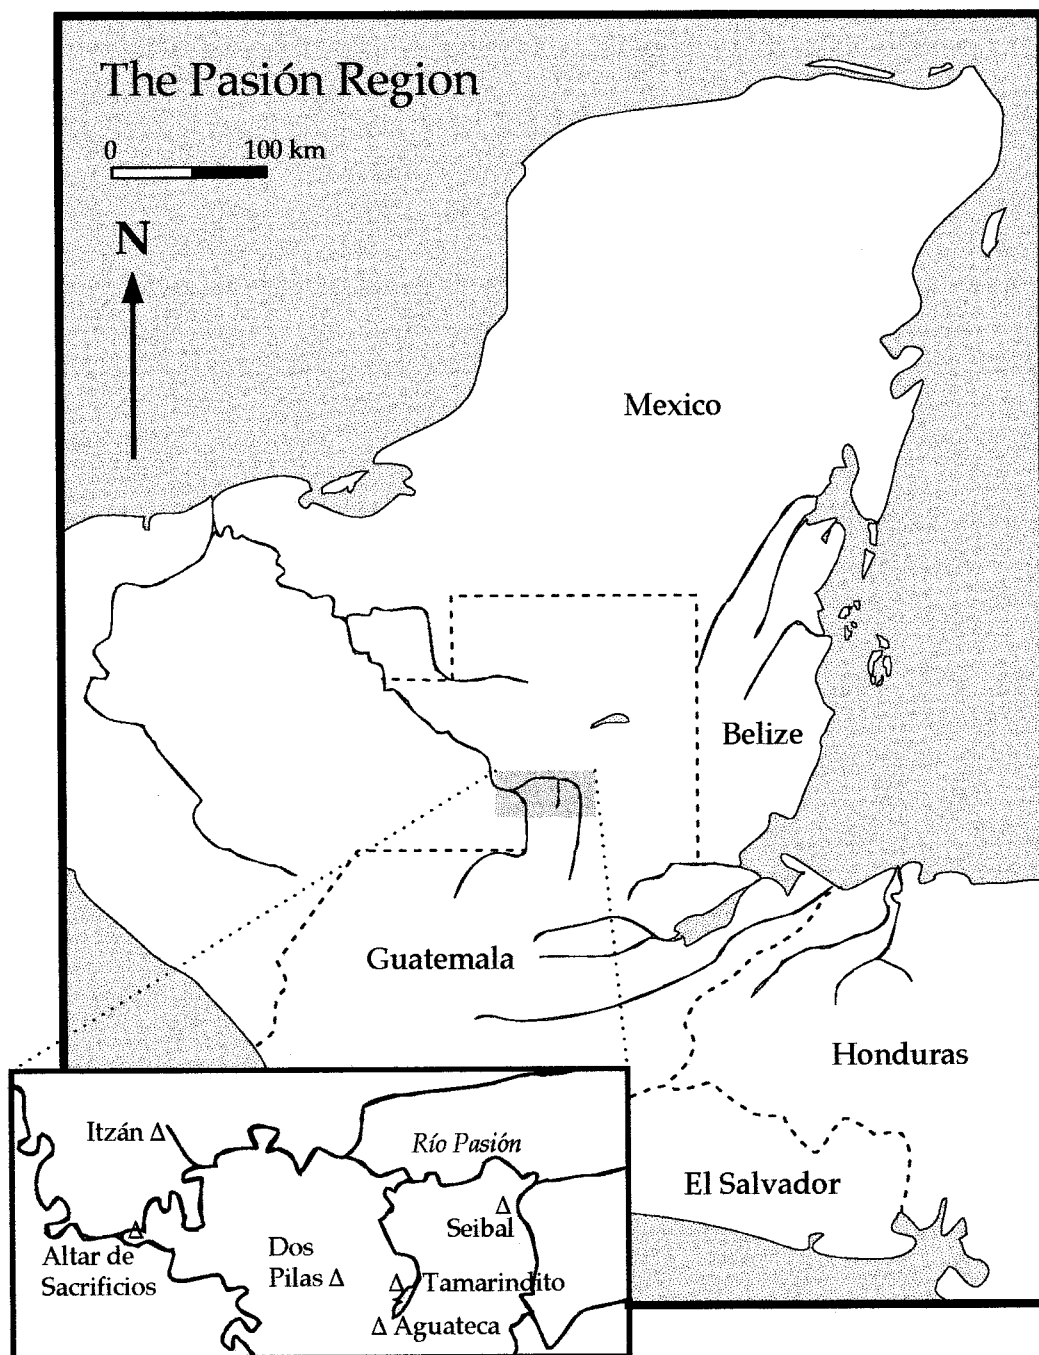 The Pasión Region
0 100 km
N
Mexico
Belize
Guatemala
Honduras
El Salvador
Itzán Δ
Río Pasión
Δ
Seibal
Δ
Altar de
Sacrificios
Dos
Pilas Δ
Δ Tamarindito
Δ Aguateca